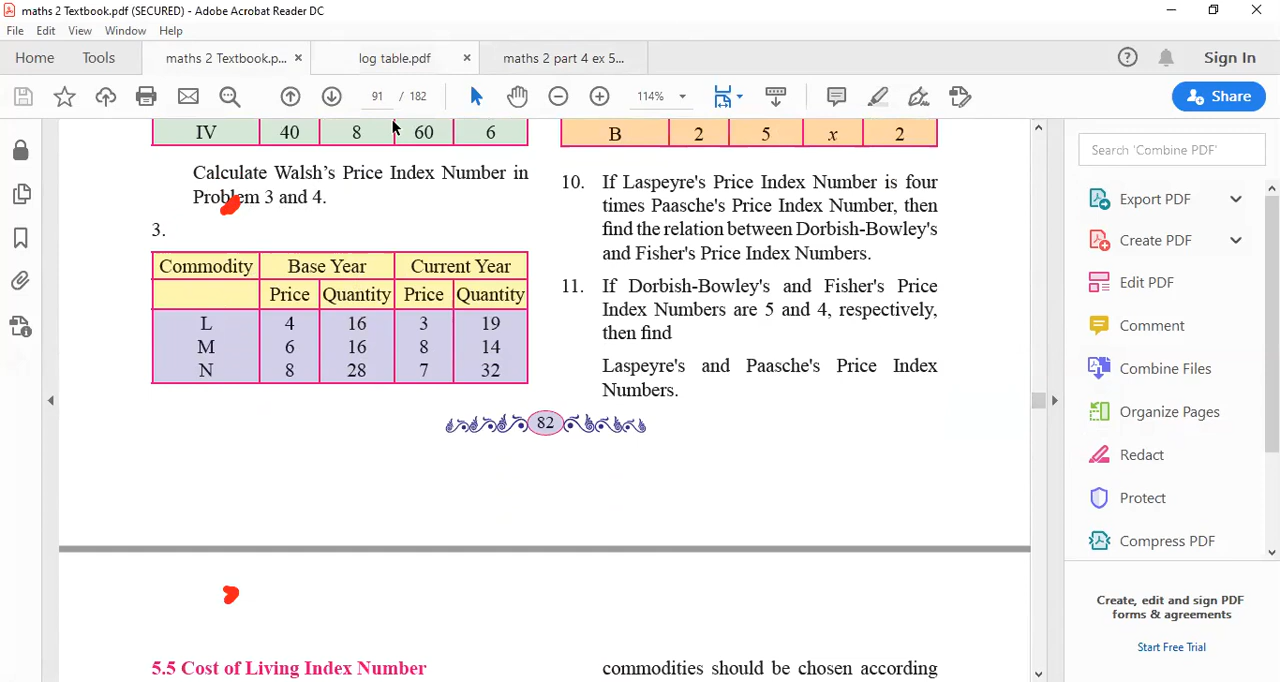 maths 2 Textbook.pdf (SECURED) - Adobe Acrobat Reader DC
File Edit View Window Help
Home Tools maths 2 Textbook.p... × log table.pdf × maths 2 part 4 ex 5... Sign In
91 / 182 114% Share
IV 40 8 60 6
Calculate Walsh's Price Index Number in
Problem 3 and 4.
3.
Commodity Base Year Current Year
Price Quantity Price Quantity
L 4 16 3 19
M 6 16 8 14
N 8 28 7 32
B 2 5 x 2
10. If Laspeyre's Price Index Number is four
times Paasche's Price Index Number, then
find the relation between Dorbish-Bowley's
and Fisher's Price Index Numbers.
11. If Dorbish-Bowley's and Fisher's Price
Index Numbers are 5 and 4, respectively,
then find
Laspeyre's and Paasche's Price Index
Numbers.
82
5.5 Cost of Living Index Number
commodities should be chosen according
Search 'Combine PDF'
Export PDF
Create PDF
Edit PDF
Comment
Combine Files
Organize Pages
Redact
Protect
Compress PDF
Create, edit and sign PDF
forms & agreements
Start Free Trial